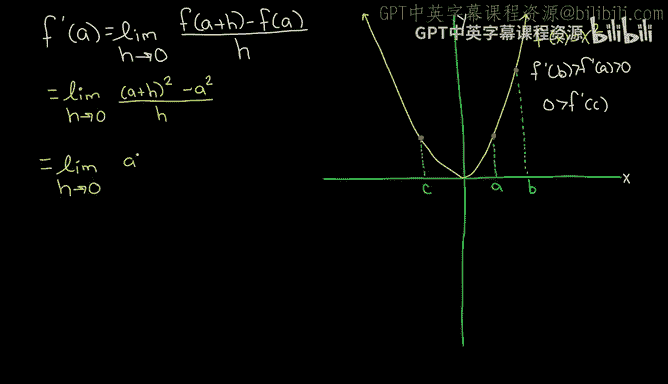 GPT中英字幕课程资源@bilibili.com
GPT中英字幕课程资源 bilibili
f'(a) = lim h→0 f(a+h)-f(a) / h
= lim h→0 (a+h)² - a² / h
= lim h→0 a
y
f'(b)>f'(a)>0
0>f'(c)
c a b x